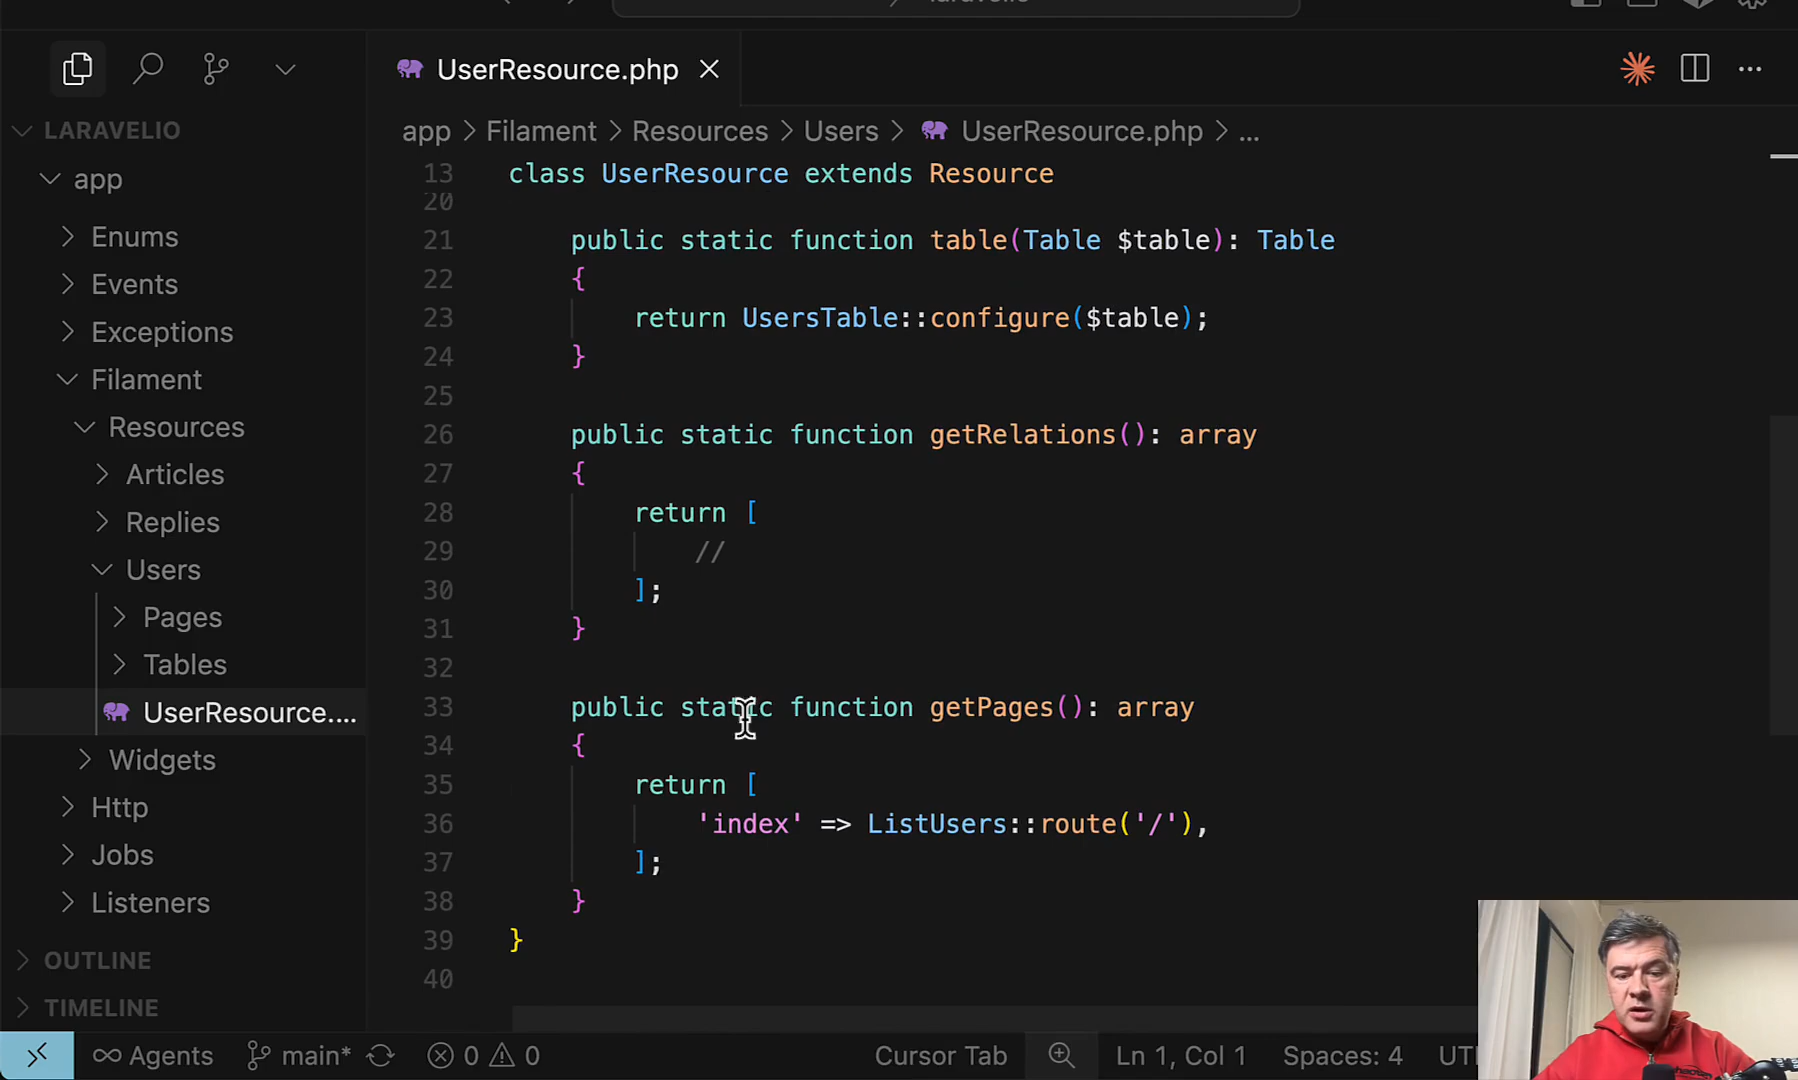 UserResource.php
LARAVELIO
app > Filament > Resources > Users > UserResource.php > ...
app
Enums
Events
Exceptions
Filament
Resources
Articles
Replies
Users
Pages
Tables
UserResource....
Widgets
Http
Jobs
Listeners
OUTLINE
TIMELINE
13 class UserResource extends Resource
20
21 public static function table(Table $table): Table
22 {
23 return UsersTable::configure($table);
24 }
25
26 public static function getRelations(): array
27 {
28 return [
29 //
30 ];
31 }
32
33 public static function getPages(): array
34 {
35 return [
36 'index' => ListUsers::route('/'),
37 ];
38 }
39 }
40
Agents main* 0 0 Cursor Tab Ln 1, Col 1 Spaces: 4